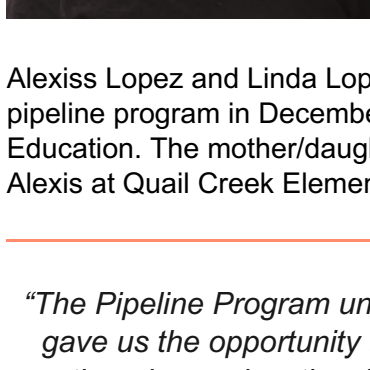 Alexiss Lopez and Linda Lop
pipeline program in Decembe
Education. The mother/daug
Alexis at Quail Creek Elemen
“The Pipeline Program un
gave us the opportunity